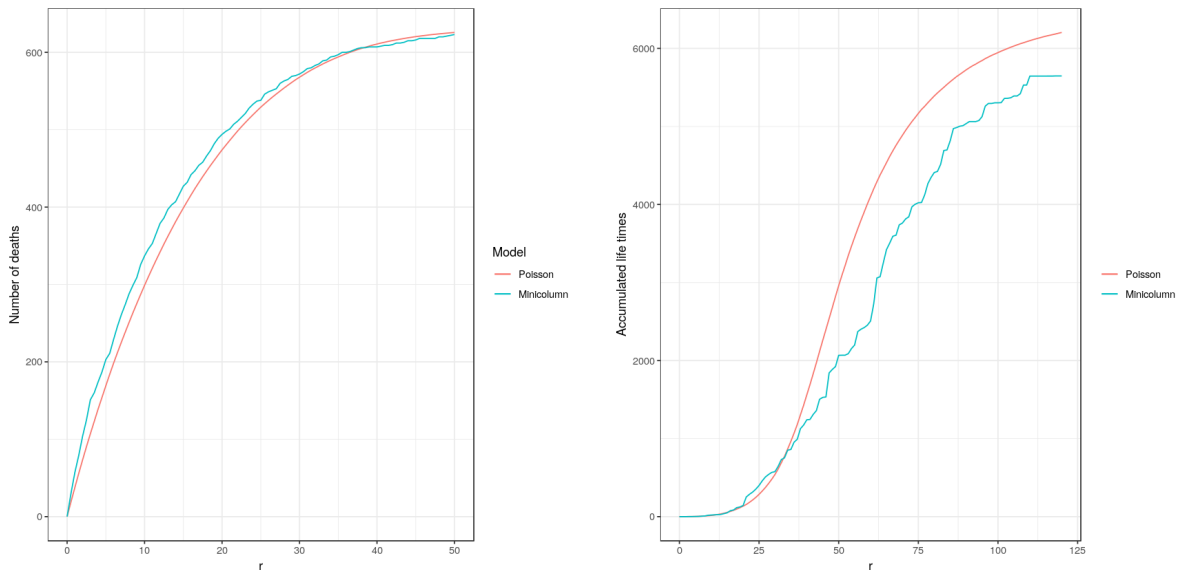 Number of deaths
600
400
200
0
0 10 20 30 40 50
r
Model
Poisson
Minicolumn
Accumulated life times
6000
4000
2000
0
0 25 50 75 100 125
r
Poisson
Minicolumn